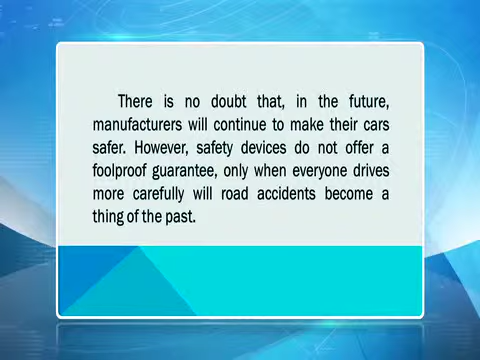 There is no doubt that, in the future,
manufacturers will continue to make their cars
safer. However, safety devices do not offer a
foolproof guarantee, only when everyone drives
more carefully will road accidents become a
thing of the past.